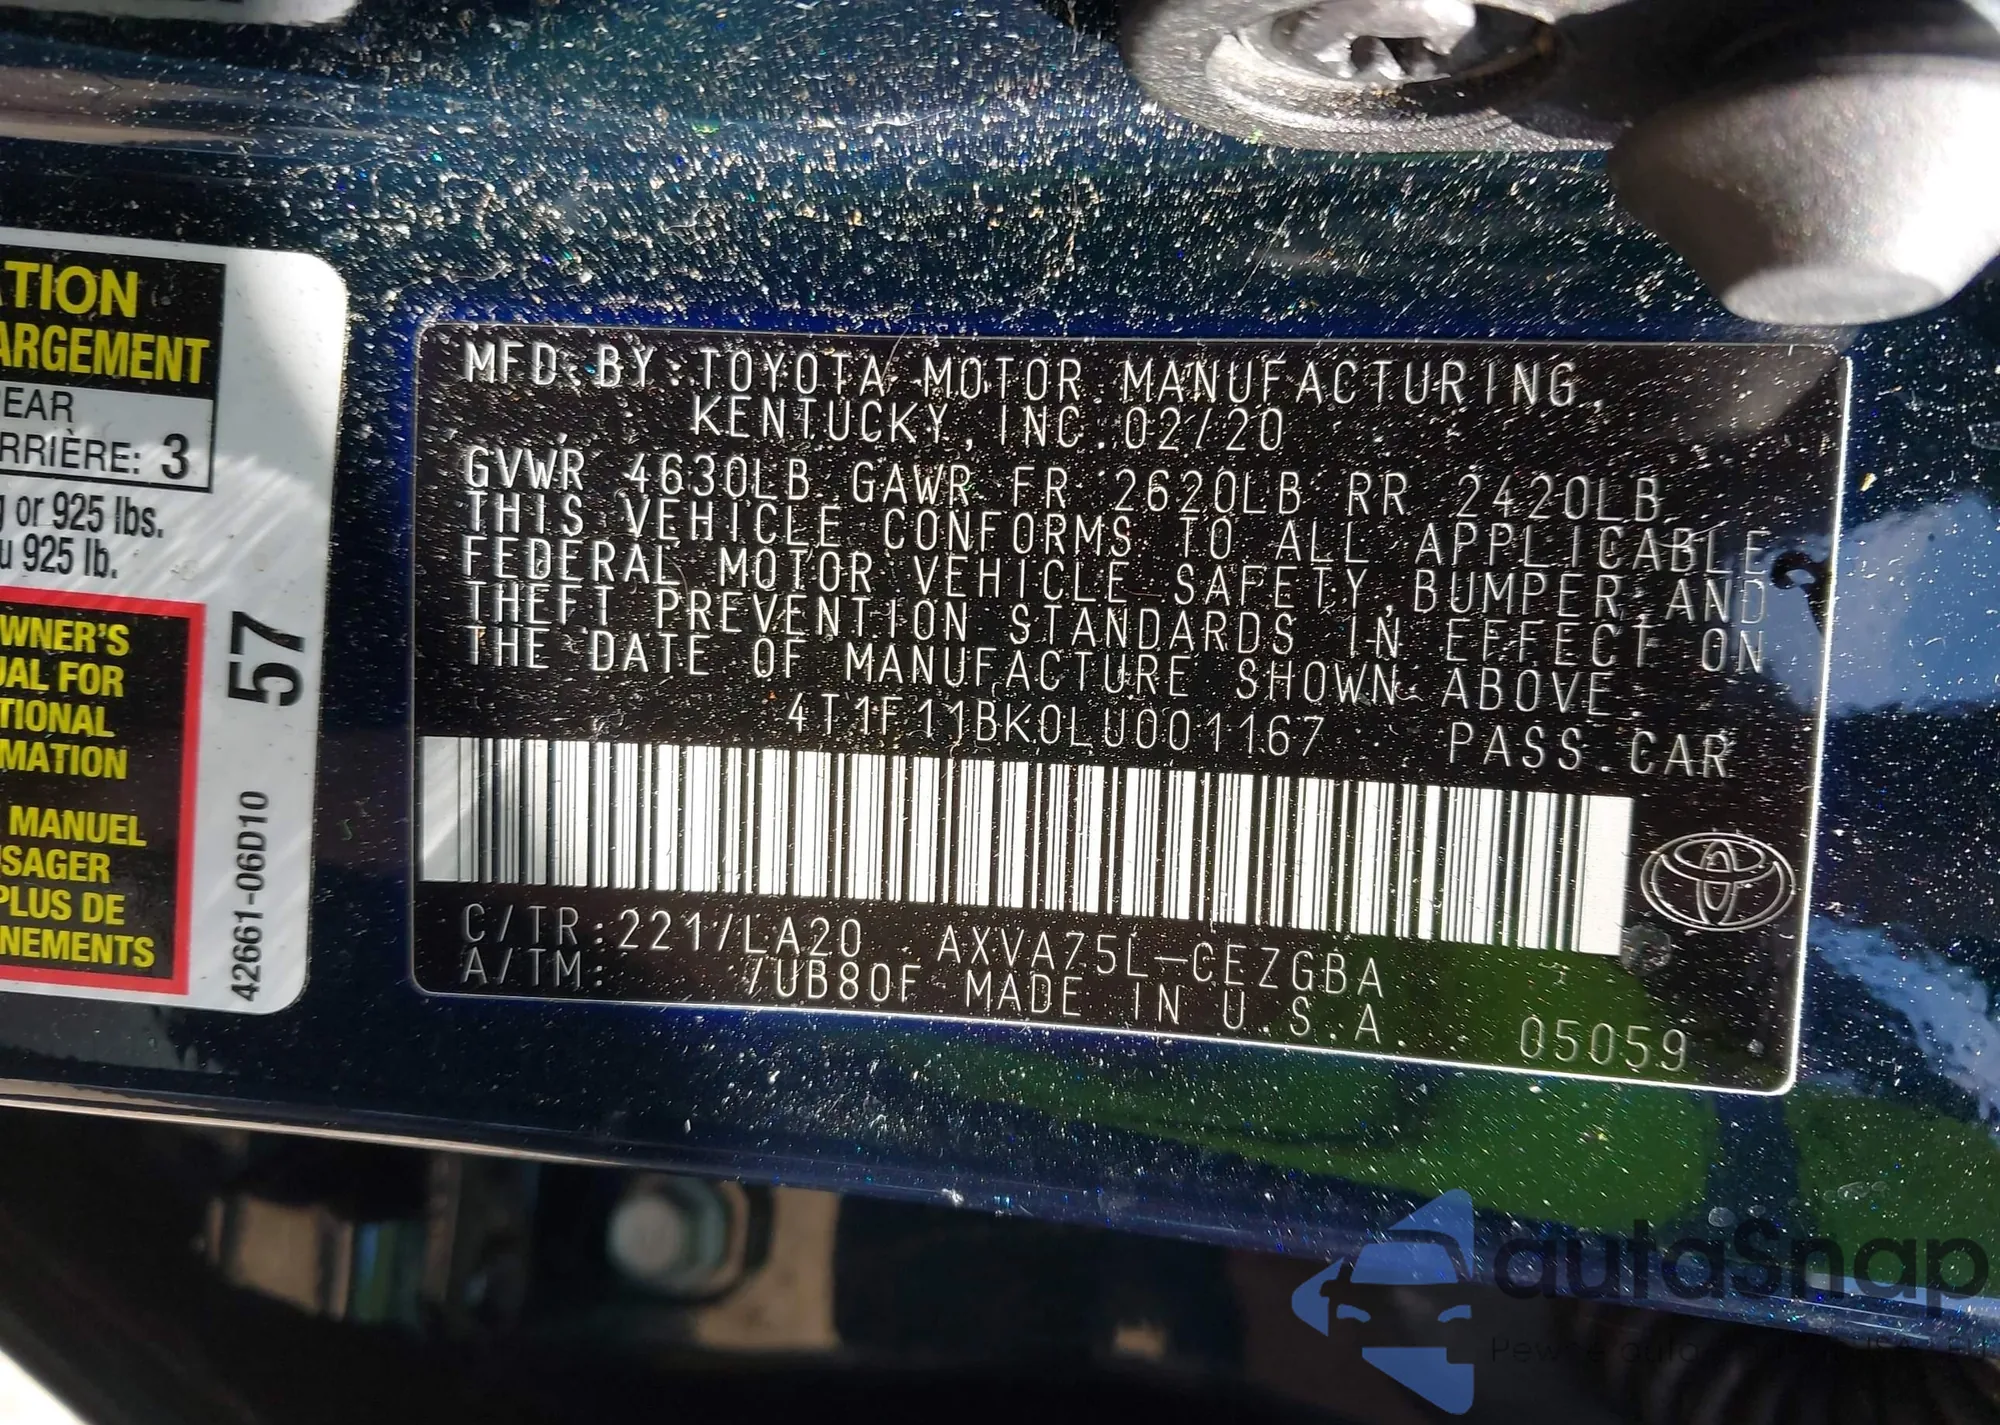 TION
ARGEMENT
EAR
RRIÈRE: 3
g or 925 lbs.
u 925 lb.
WNER'S
UAL FOR
TIONAL
MATION
MANUEL
SAGER
PLUS DE
NEMENTS
57
42661-06D10
MFD. BY TOYOTA MOTOR MANUFACTURING,
KENTUCKY, INC. 02/20
GVWR 4630LB GAWR FR 2620LB RR 2420LB
THIS VEHICLE CONFORMS TO ALL APPLICABLE
FEDERAL MOTOR VEHICLE SAFETY, BUMPER, AND
THEFT PREVENTION STANDARDS IN EFFECT ON
THE DATE OF MANUFACTURE SHOWN ABOVE.
4T1F11BK0LU001167 PASS. CAR
C/TR: 221/LA20 AXVA75L-CEZGBA
A/TM: /UB80F MADE IN U.S.A. 05059
autaSnap